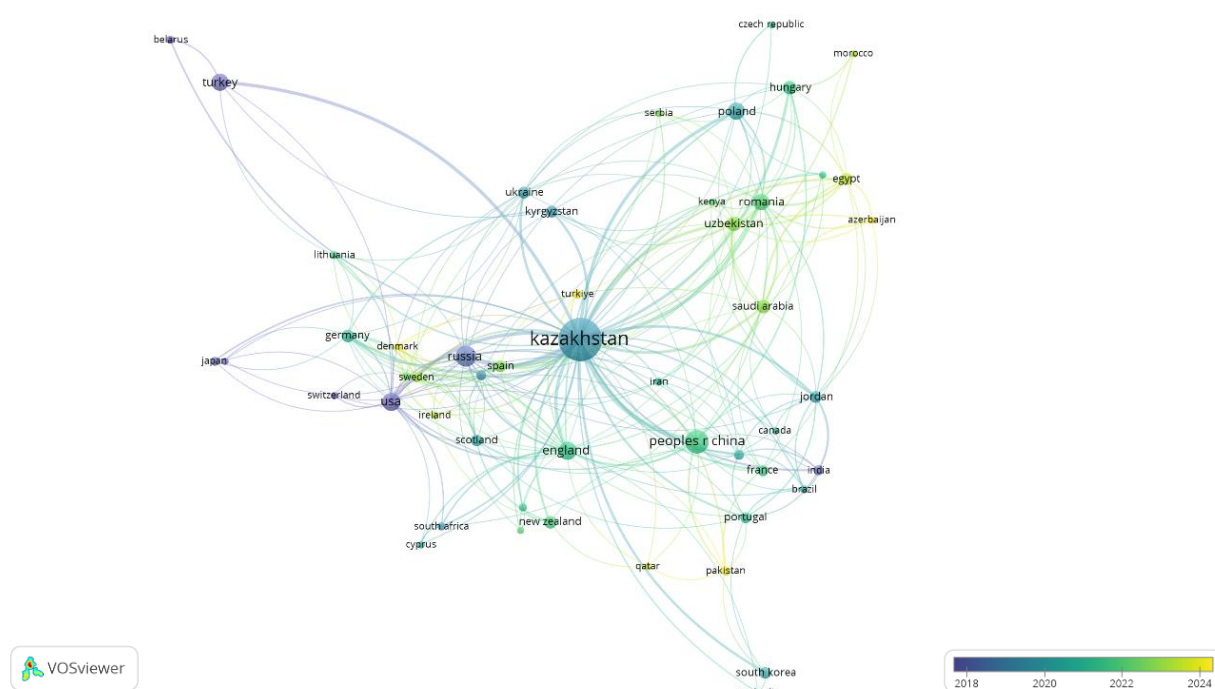 czech republic
belarus
morocco
turkey
hungary
poland
serbia
egypt
ukraine
kenya
romania
kyrgyzstan
azerbaijan
uzbekistan
lithuania
turkiye
saudi arabia
germany
kazakhstan
denmark
japan
russia
spain
sweden
iran
switzerland
usa
jordan
ireland
canada
scotland
peoples r china
england
france
india
brazil
new zealand
portugal
south africa
cyprus
qatar
pakistan
south korea
VOSviewer
2018
2020
2022
2024